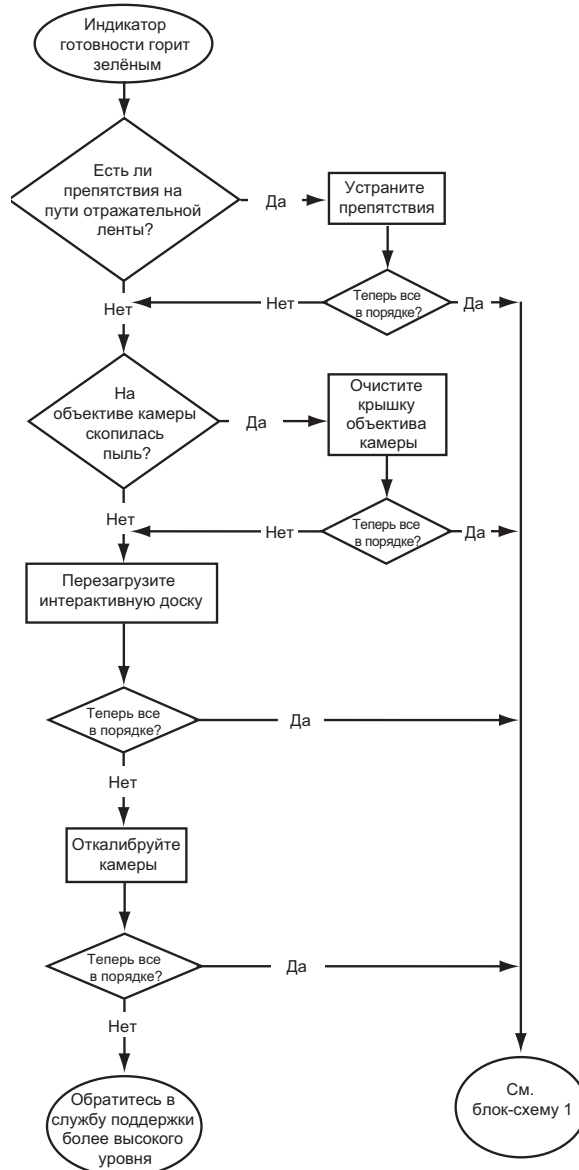 Индикатор
готовности горит
зелёным
Есть ли
препятствия на
пути отражательной
ленты?
Да
Устраните
препятствия
Нет
Нет
Теперь все
в порядке?
Да
На
объективе камеры
скопилась
пыль?
Да
Очистите
крышку
объектива
камеры
Нет
Нет
Теперь все
в порядке?
Да
Перезагрузите
интерактивную доску
Теперь все
в порядке?
Да
Нет
Откалибруйте
камеры
Теперь все
в порядке?
Да
Нет
Обратитесь в
службу поддержки
более высокого
уровня
См.
блок-схему 1